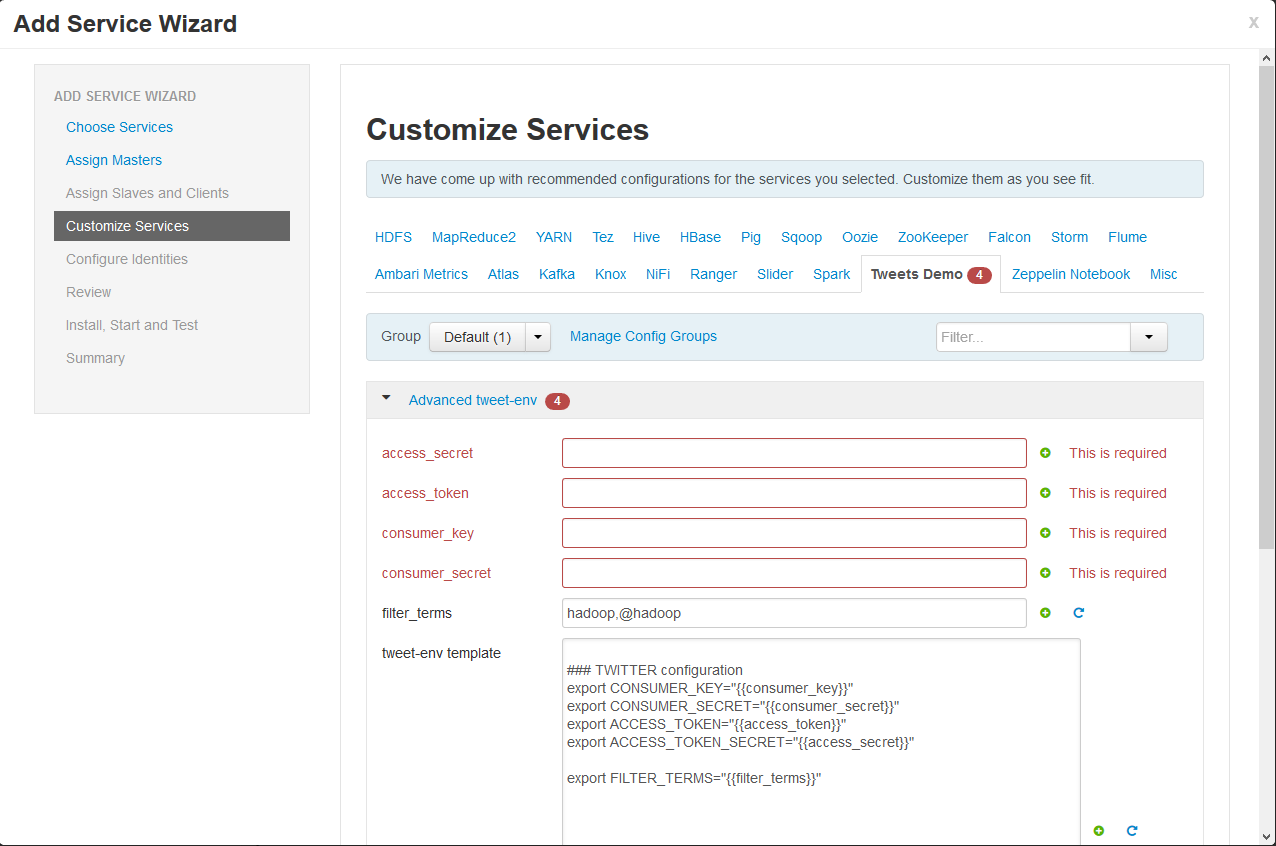 Add Service Wizard
x
ADD SERVICE WIZARD
Choose Services
Assign Masters
Assign Slaves and Clients
Customize Services
Configure Identities
Review
Install, Start and Test
Summary
Customize Services
We have come up with recommended configurations for the services you selected. Customize them as you see fit.
HDFS MapReduce2 YARN Tez Hive HBase Pig Sqoop Oozie ZooKeeper Falcon Storm Flume
Ambari Metrics Atlas Kafka Knox NiFi Ranger Slider Spark Tweets Demo 4 Zeppelin Notebook Misc
Group Default (1) Manage Config Groups Filter...
Advanced tweet-env 4
access_secret This is required
access_token This is required
consumer_key This is required
consumer_secret This is required
filter_terms hadoop,@hadoop
tweet-env template
### TWITTER configuration
export CONSUMER_KEY="{{consumer_key}}"
export CONSUMER_SECRET="{{consumer_secret}}"
export ACCESS_TOKEN="{{access_token}}"
export ACCESS_TOKEN_SECRET="{{access_secret}}"
export FILTER_TERMS="{{filter_terms}}"